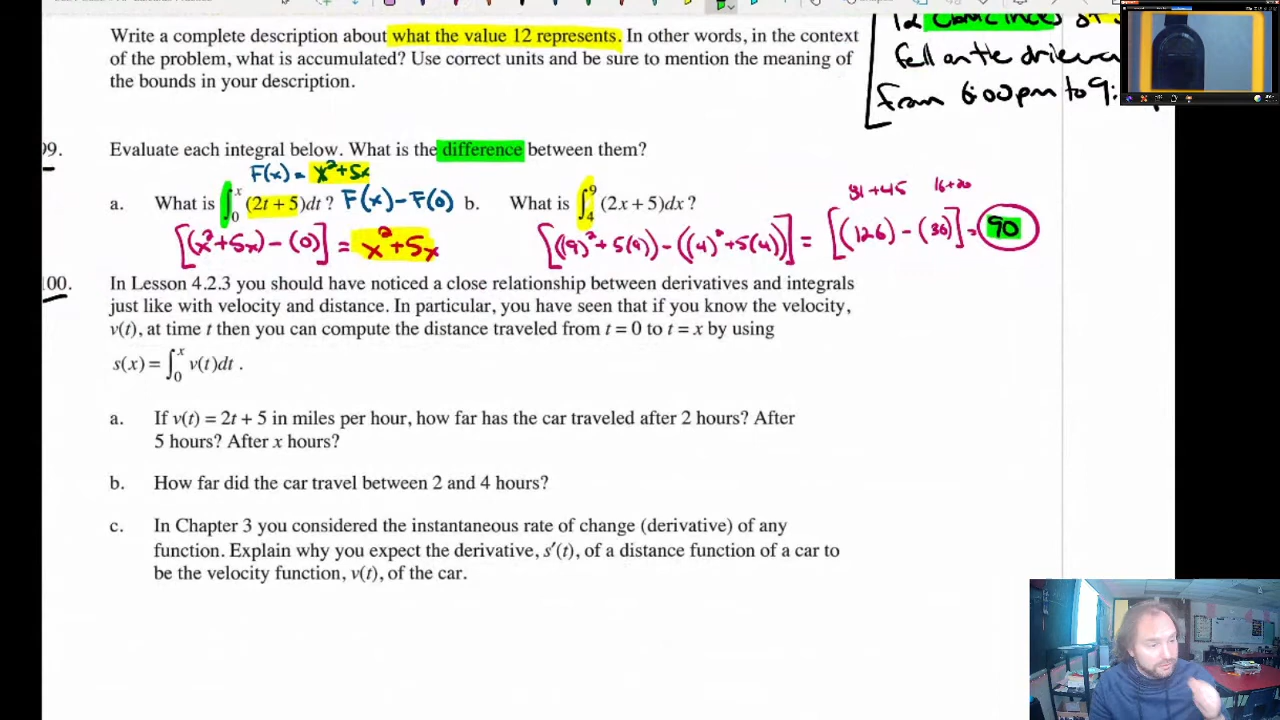 Write a complete description about what the value 12 represents. In other words, in the context
of the problem, what is accumulated? Use correct units and be sure to mention the meaning of
the bounds in your description.
12 cubic inches of
fell on the driveway
from 6:00pm to 9:
99. Evaluate each integral below. What is the difference between them?
F(x) = x²+5x
a. What is ∫₀ˣ (2t + 5)dt ? F(x)-F(0)
[(x²+5x)-(0)] = x²+5x
b. What is ∫₄⁹ (2x + 5)dx ?
81+45 16+20
[((9)²+5(9))-((4)²+5(4))] = [(126)-(36)] = 90
100. In Lesson 4.2.3 you should have noticed a close relationship between derivatives and integrals
just like with velocity and distance. In particular, you have seen that if you know the velocity,
v(t), at time t then you can compute the distance traveled from t = 0 to t = x by using
s(x) = ∫₀ˣ v(t)dt .
a. If v(t) = 2t + 5 in miles per hour, how far has the car traveled after 2 hours? After
5 hours? After x hours?
b. How far did the car travel between 2 and 4 hours?
c. In Chapter 3 you considered the instantaneous rate of change (derivative) of any
function. Explain why you expect the derivative, s′(t), of a distance function of a car to
be the velocity function, v(t), of the car.